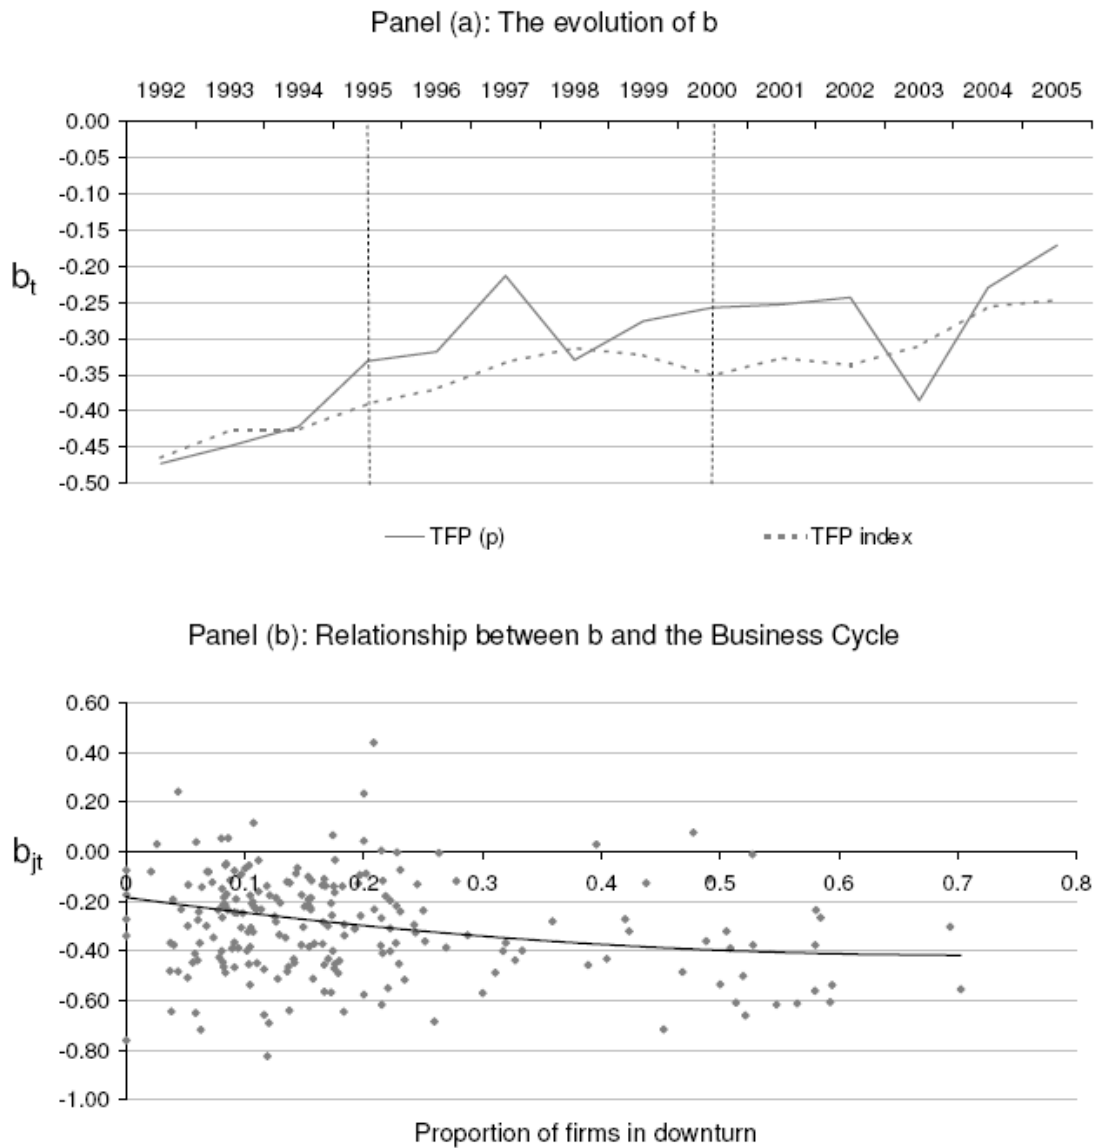 Panel (a): The evolution of b
1992 1993 1994 1995 1996 1997 1998 1999 2000 2001 2002 2003 2004 2005
0.00
-0.05
-0.10
-0.15
-0.20
-0.25
-0.30
-0.35
-0.40
-0.45
-0.50
bt
TFP (p) TFP index
Panel (b): Relationship between b and the Business Cycle
0.60
0.40
0.20
0.00
-0.20
-0.40
-0.60
-0.80
-1.00
bjt
0 0.1 0.2 0.3 0.4 0.5 0.6 0.7 0.8
Proportion of firms in downturn